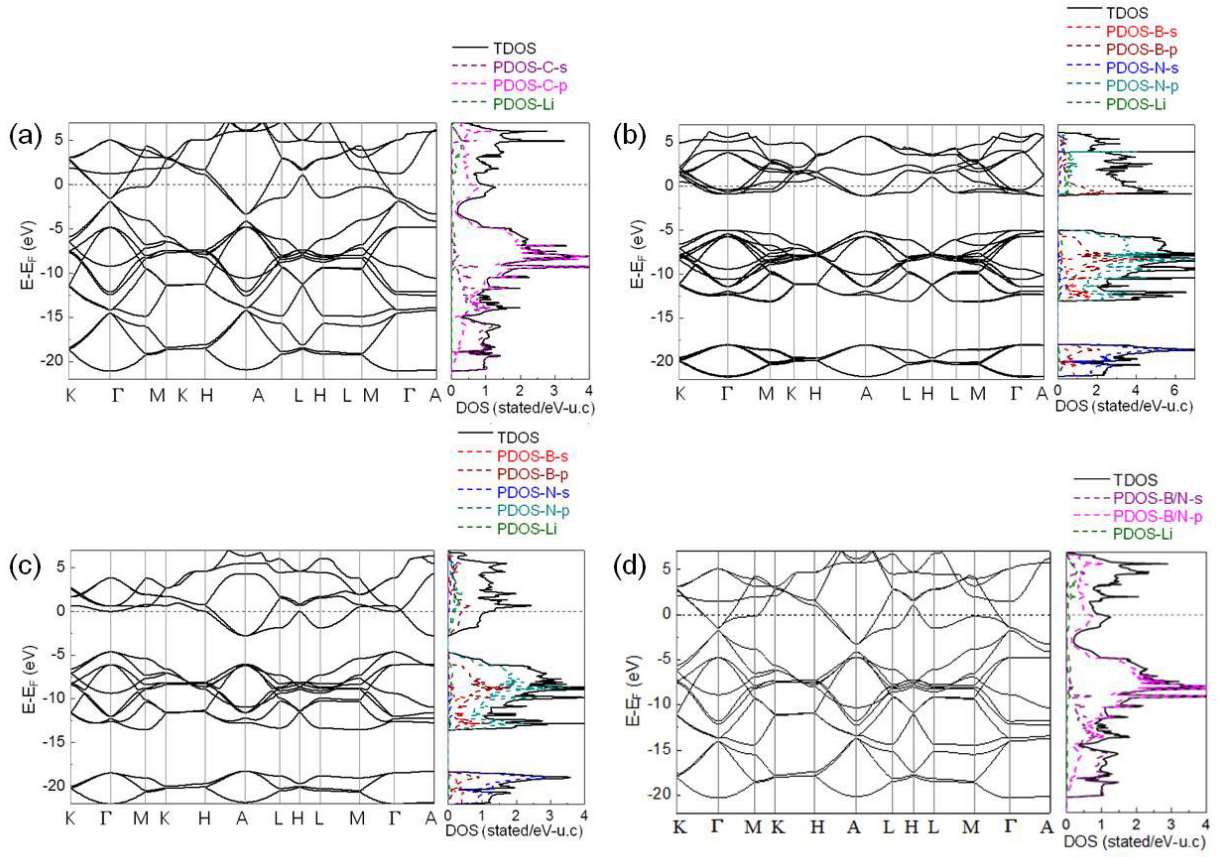 TDOS
PDOS-C-s
PDOS-C-p
PDOS-Li
(a)
E-E_F (eV)
5
0
-5
-10
-15
-20
K Γ M K H A L H L M Γ A
0 1 2 3 4
DOS (stated/eV-u.c)
TDOS
PDOS-B-s
PDOS-B-p
PDOS-N-s
PDOS-N-p
PDOS-Li
(b)
E-E_F (eV)
5
0
-5
-10
-15
-20
K Γ M K H A L H L M Γ A
0 2 4 6
DOS (stated/eV-u.c)
TDOS
PDOS-B-s
PDOS-B-p
PDOS-N-s
PDOS-N-p
PDOS-Li
(c)
E-E_F (eV)
5
0
-5
-10
-15
-20
K Γ M K H A L H L M Γ A
0 1 2 3 4
DOS (stated/eV-u.c)
TDOS
PDOS-B/N-s
PDOS-B/N-p
PDOS-Li
(d)
E-E_F (eV)
5
0
-5
-10
-15
-20
K Γ M K H A L H L M Γ A
0 1 2 3 4
DOS (stated/eV-u.c)